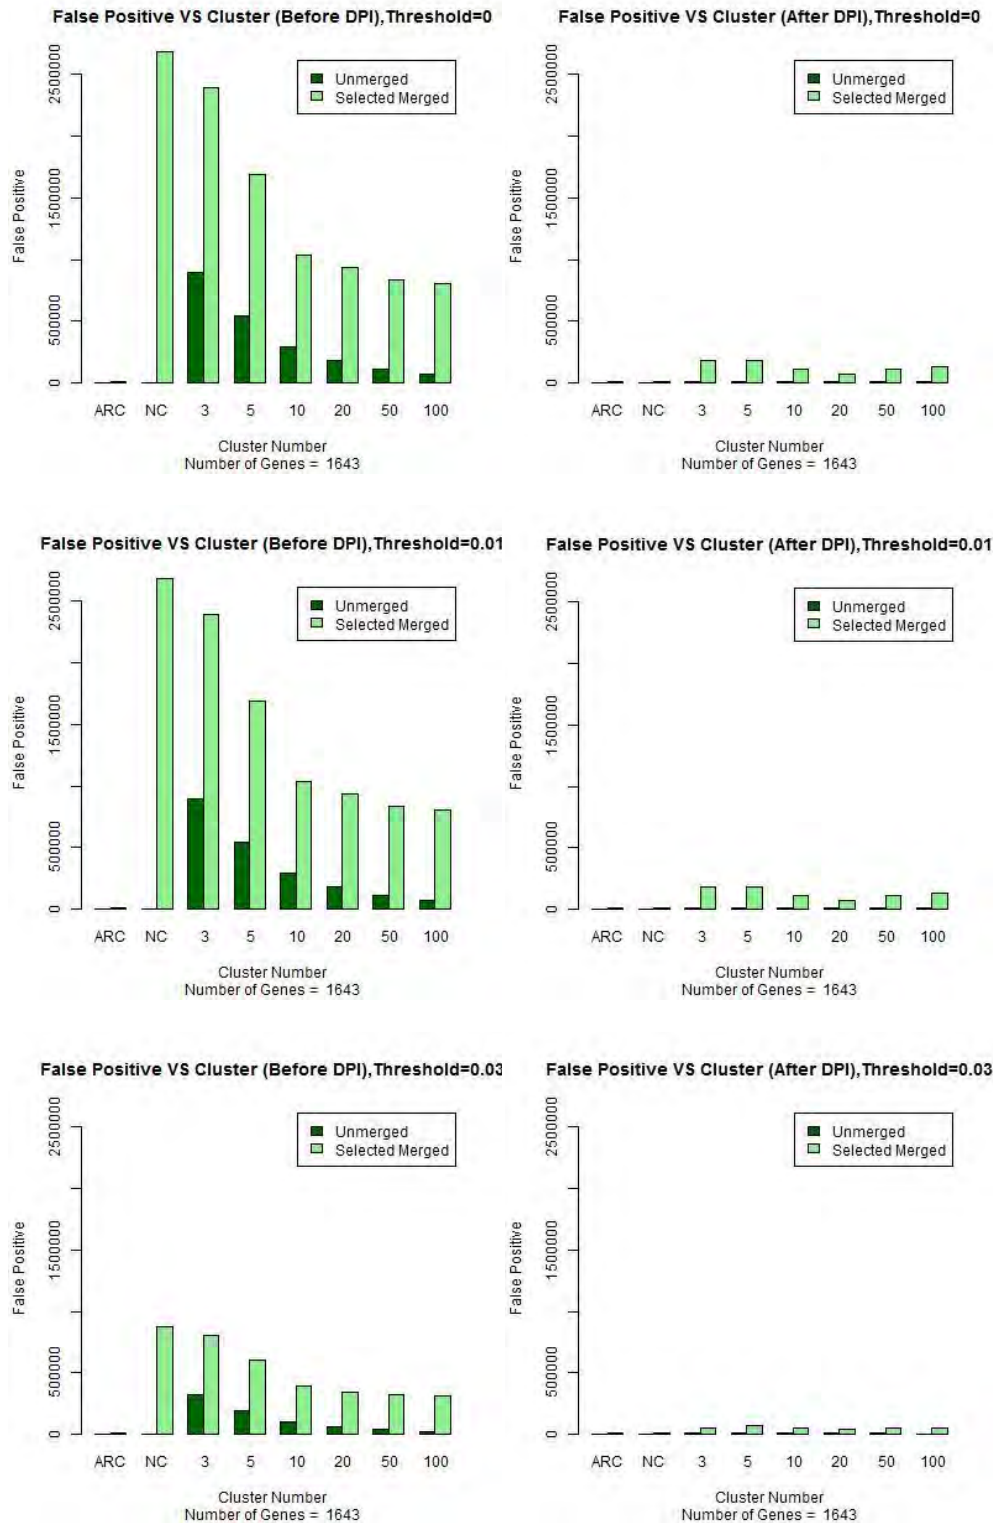 False Positive VS Cluster (Before DPI),Threshold=0
Unmerged
Selected Merged
False Positive
2500000
1500000
500000
0
ARC NC 3 5 10 20 50 100
Cluster Number
Number of Genes = 1643
False Positive VS Cluster (After DPI),Threshold=0
Unmerged
Selected Merged
False Positive
2500000
1500000
500000
0
ARC NC 3 5 10 20 50 100
Cluster Number
Number of Genes = 1643
False Positive VS Cluster (Before DPI),Threshold=0.01
Unmerged
Selected Merged
False Positive
2500000
1500000
500000
0
ARC NC 3 5 10 20 50 100
Cluster Number
Number of Genes = 1643
False Positive VS Cluster (After DPI),Threshold=0.01
Unmerged
Selected Merged
False Positive
2500000
1500000
500000
0
ARC NC 3 5 10 20 50 100
Cluster Number
Number of Genes = 1643
False Positive VS Cluster (Before DPI),Threshold=0.03
Unmerged
Selected Merged
False Positive
2500000
1500000
500000
0
ARC NC 3 5 10 20 50 100
Cluster Number
Number of Genes = 1643
False Positive VS Cluster (After DPI),Threshold=0.03
Unmerged
Selected Merged
False Positive
2500000
1500000
500000
0
ARC NC 3 5 10 20 50 100
Cluster Number
Number of Genes = 1643